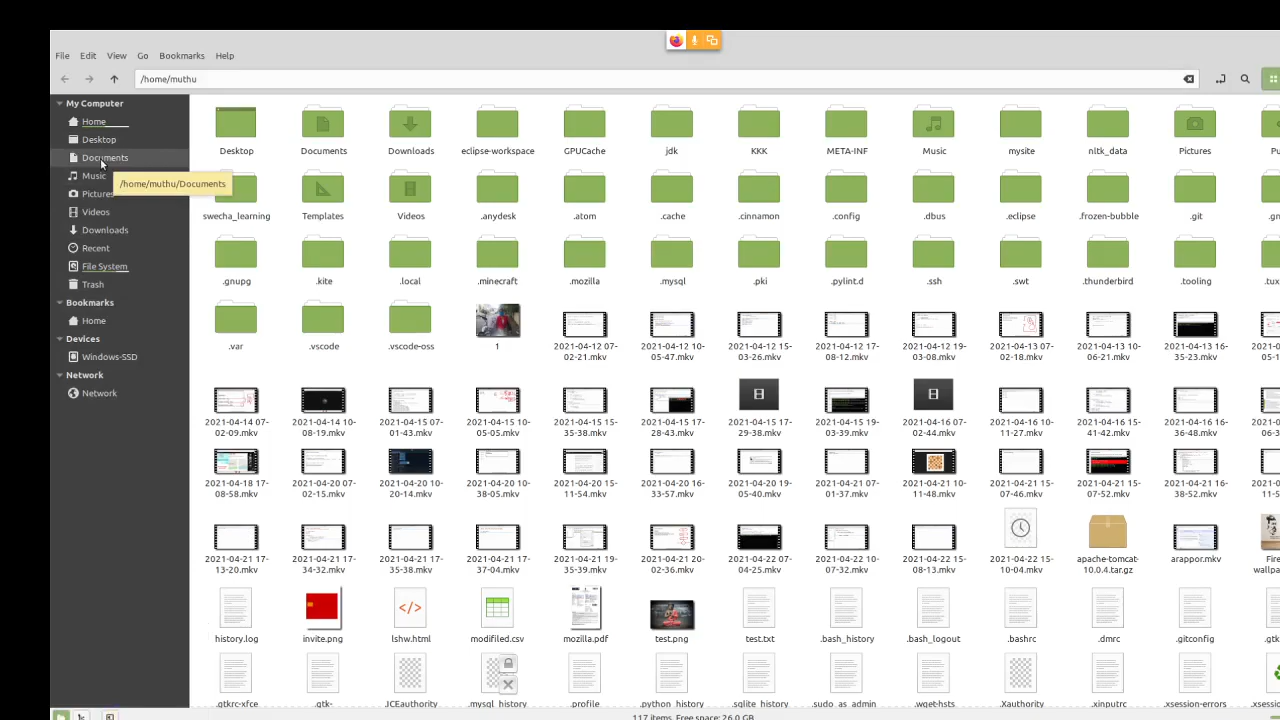 File Edit View Go Bookmarks Help
/home/muthu
My Computer
Home
Desktop
Documents
Music
Pictures
Videos
Downloads
Recent
File System
Trash
Bookmarks
Home
Devices
Windows-SSD
Network
Network
/home/muthu/Documents
Desktop Documents Downloads eclipse-workspace GPUCache jdk KKK META-INF Music mysite nltk_data Pictures
swecha_learning Templates Videos .anydesk .atom .cache .cinnamon .config .dbus .eclipse .frozen-bubble .git
.gnupg .kite .local .minecraft .mozilla .mysql .pki .pylint.d .ssh .swt .thunderbird .tooling
.var .vscode .vscode-oss 1 2021-04-12 07- 2021-04-12 10- 2021-04-12 15- 2021-04-12 17- 2021-04-12 19- 2021-04-13 07- 2021-04-13 10- 2021-04-13 16-
02-21.mkv 05-47.mkv 03-26.mkv 08-12.mkv 03-08.mkv 02-18.mkv 06-21.mkv 35-23.mkv
2021-04-14 07- 2021-04-14 10- 2021-04-15 07- 2021-04-15 10- 2021-04-15 15- 2021-04-15 17- 2021-04-15 17- 2021-04-15 19- 2021-04-16 07- 2021-04-16 10- 2021-04-16 15- 2021-04-16 16-
02-09.mkv 08-19.mkv 01-43.mkv 05-05.mkv 35-38.mkv 28-43.mkv 29-38.mkv 03-39.mkv 02-44.mkv 11-27.mkv 41-42.mkv 36-48.mkv
2021-04-18 17- 2021-04-20 07- 2021-04-20 10- 2021-04-20 10- 2021-04-20 15- 2021-04-20 16- 2021-04-20 19- 2021-04-21 07- 2021-04-21 10- 2021-04-21 15- 2021-04-21 15- 2021-04-21 16-
08-58.mkv 02-15.mkv 20-14.mkv 38-05.mkv 11-54.mkv 33-57.mkv 05-40.mkv 01-37.mkv 11-48.mkv 07-46.mkv 07-52.mkv 38-52.mkv
2021-04-21 17- 2021-04-21 17- 2021-04-21 17- 2021-04-21 17- 2021-04-21 19- 2021-04-21 20- 2021-04-22 07- 2021-04-22 10- 2021-04-22 15- 2021-04-22 15- apache-tomcat- arappor.mkv
13-20.mkv 34-32.mkv 35-38.mkv 37-04.mkv 35-39.mkv 02-36.mkv 04-25.mkv 07-32.mkv 08-13.mkv 10-04.mkv 10.0.4.tar.gz
history.log invite.png lshw.html modifiled.csv mozilla.pdf test.png test.txt .bash_history .bash_logout .bashrc .dmrc .gitconfig
.gtkrc-xfce .gtk- .ICEauthority .mysql_history .profile .python_history .sqlite_history .sudo_as_admin .wget-hsts .Xauthority .xinputrc .xsession-errors
117 items, Free space: 26.0 GB